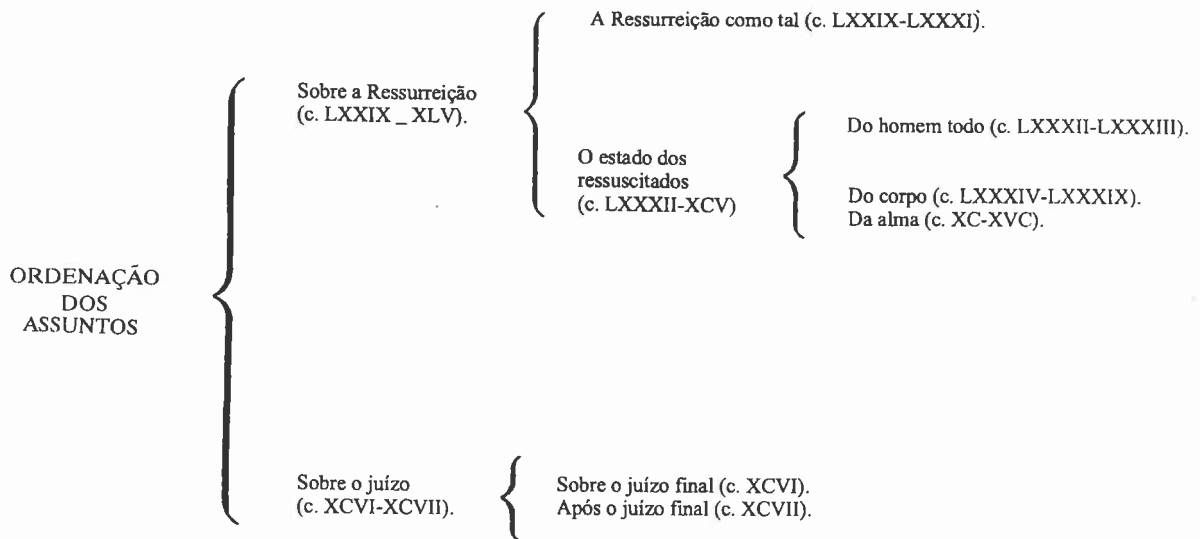 ORDENAÇÃO
DOS
ASSUNTOS
Sobre a Ressurreição
(c. LXXIX _ XLV).
A Ressurreição como tal (c. LXXIX-LXXXI).
O estado dos
ressuscitados
(c. LXXXII-XCV)
Do homem todo (c. LXXXII-LXXXIII).
Do corpo (c. LXXXIV-LXXXIX).
Da alma (c. XC-XVC).
Sobre o juízo
(c. XCVI-XCVII).
Sobre o juízo final (c. XCVI).
Após o juízo final (c. XCVII).